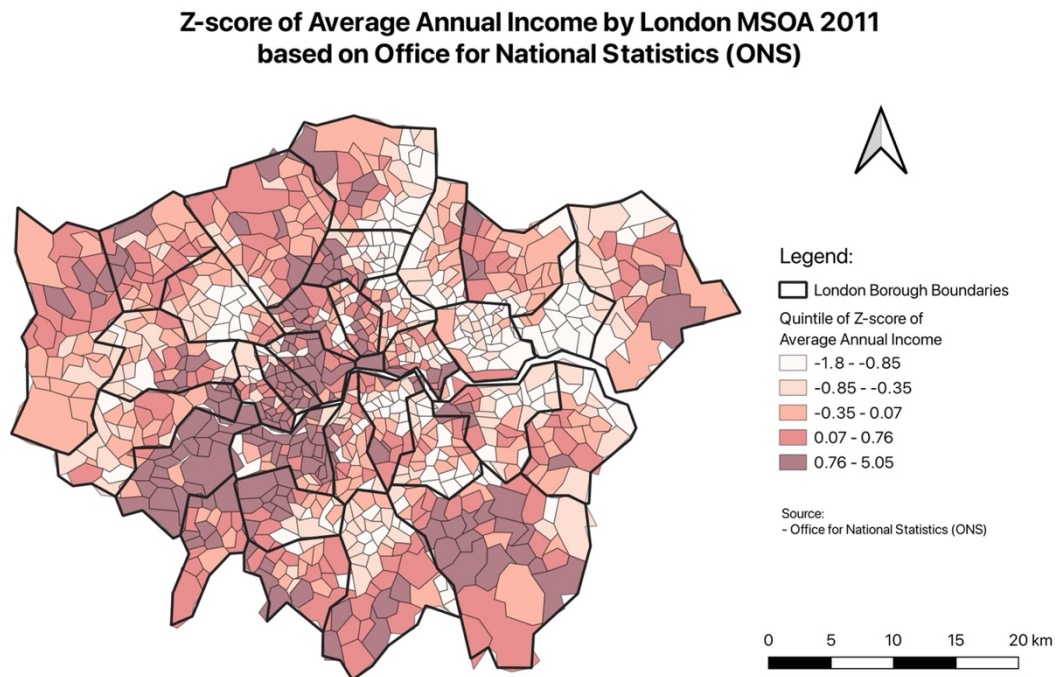 Z-score of Average Annual Income by London MSOA 2011
based on Office for National Statistics (ONS)
Legend:
London Borough Boundaries
Quintile of Z-score of
Average Annual Income
-1.8 - -0.85
-0.85 - -0.35
-0.35 - 0.07
0.07 - 0.76
0.76 - 5.05
Source:
- Office for National Statistics (ONS)
0 5 10 15 20 km